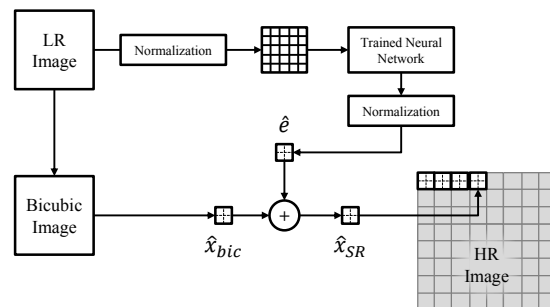 LR
Image
Normalization
Trained Neural
Network
Normalization
ê
Bicubic
Image
+
x̂_bic
x̂_SR
HR
Image